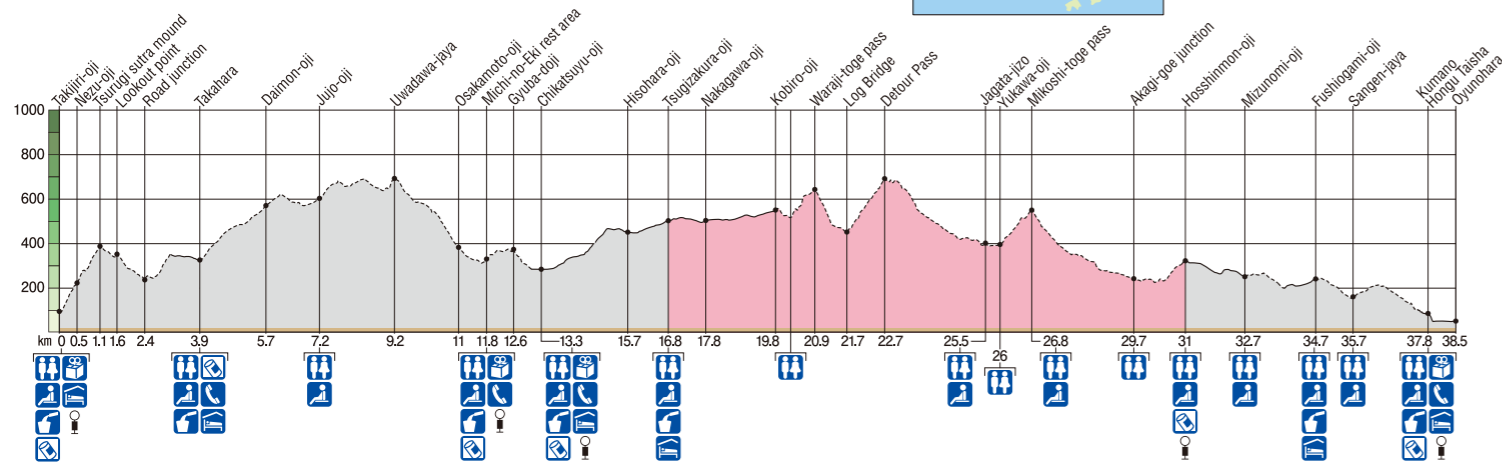 Takijiri-oji
Nezu-oji
Tsurugi sutra mound
Lookout point
Road junction
Takahara
Daimon-oji
Jujo-oji
Uwadawa-jaya
Osakamoto-oji
Michi-no-Eki rest area
Gyuba-doji
Chikatsuyu-oji
Hisohara-oji
Tsugizakura-oji
Nakagawa-oji
Kobiro-oji
Waraji-toge pass
Log Bridge
Detour Pass
Jagata-jizo
Yukawa-oji
Mikoshi-toge pass
Akagi-goe junction
Hosshinmon-oji
Mizunomi-oji
Fushiogami-oji
Sangen-jaya
Kumano
Hongu Taisha
Oyunohara
1000
800
600
400
200
km 0 0.5 1.1 1.6 2.4 3.9 5.7 7.2 9.2 11 11.8 12.6 13.3 15.7 16.8 17.8 19.8 20.9 21.7 22.7 25.5 26.8 29.7 31 32.7 34.7 35.7 37.8 38.5
26